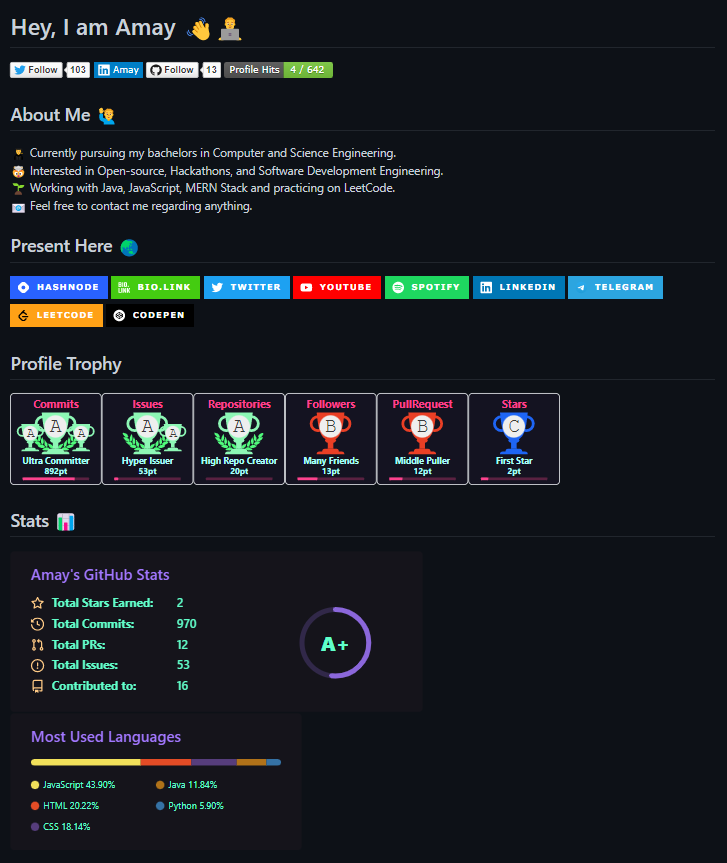 Hey, I am Amay
Follow 103 Amay Follow 13 Profile Hits 4 / 642
About Me
Currently pursuing my bachelors in Computer and Science Engineering.
Interested in Open-source, Hackathons, and Software Development Engineering.
Working with Java, JavaScript, MERN Stack and practicing on LeetCode.
Feel free to contact me regarding anything.
Present Here
HASHNODE BIO.LINK BIO.LINK TWITTER YOUTUBE SPOTIFY LINKEDIN TELEGRAM
LEETCODE CODEPEN
Profile Trophy
Commits Issues Repositories Followers PullRequest Stars
A A A A A A B B C
Ultra Committer Hyper Issuer High Repo Creator Many Friends Middle Puller First Star
892pt 53pt 20pt 13pt 12pt 2pt
Stats
Amay's GitHub Stats
Total Stars Earned: 2
Total Commits: 970
Total PRs: 12
A+
Total Issues: 53
Contributed to: 16
Most Used Languages
JavaScript 43.90% Java 11.84%
HTML 20.22% Python 5.90%
CSS 18.14%